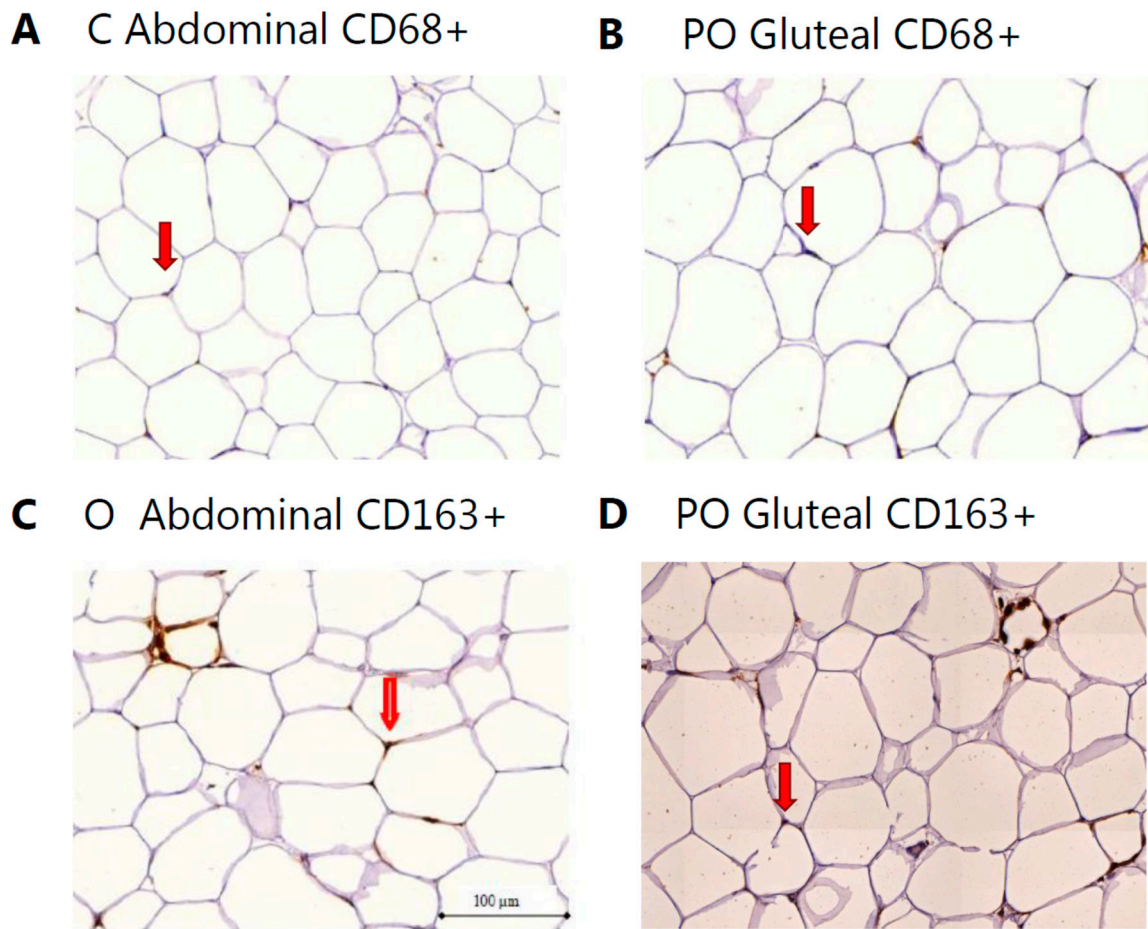 A C Abdominal CD68+
B PO Gluteal CD68+
C O Abdominal CD163+
D PO Gluteal CD163+
100 µm